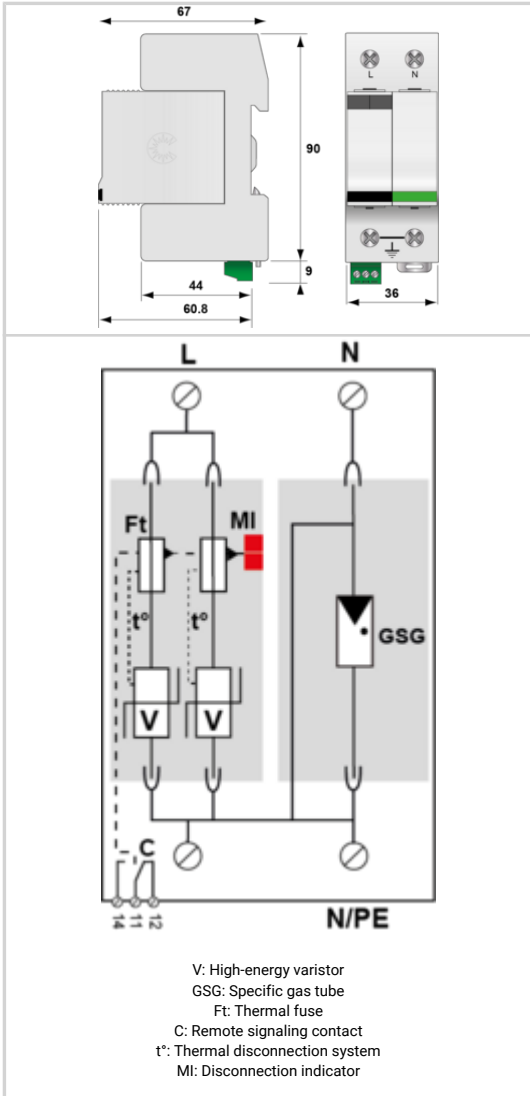 67
L N
90
9
44
60.8
36
L N
Ft MI
t° t°
GSG
V V
C
14 11 12
N/PE
V: High-energy varistor
GSG: Specific gas tube
Ft: Thermal fuse
C: Remote signaling contact
t°: Thermal disconnection system
MI: Disconnection indicator